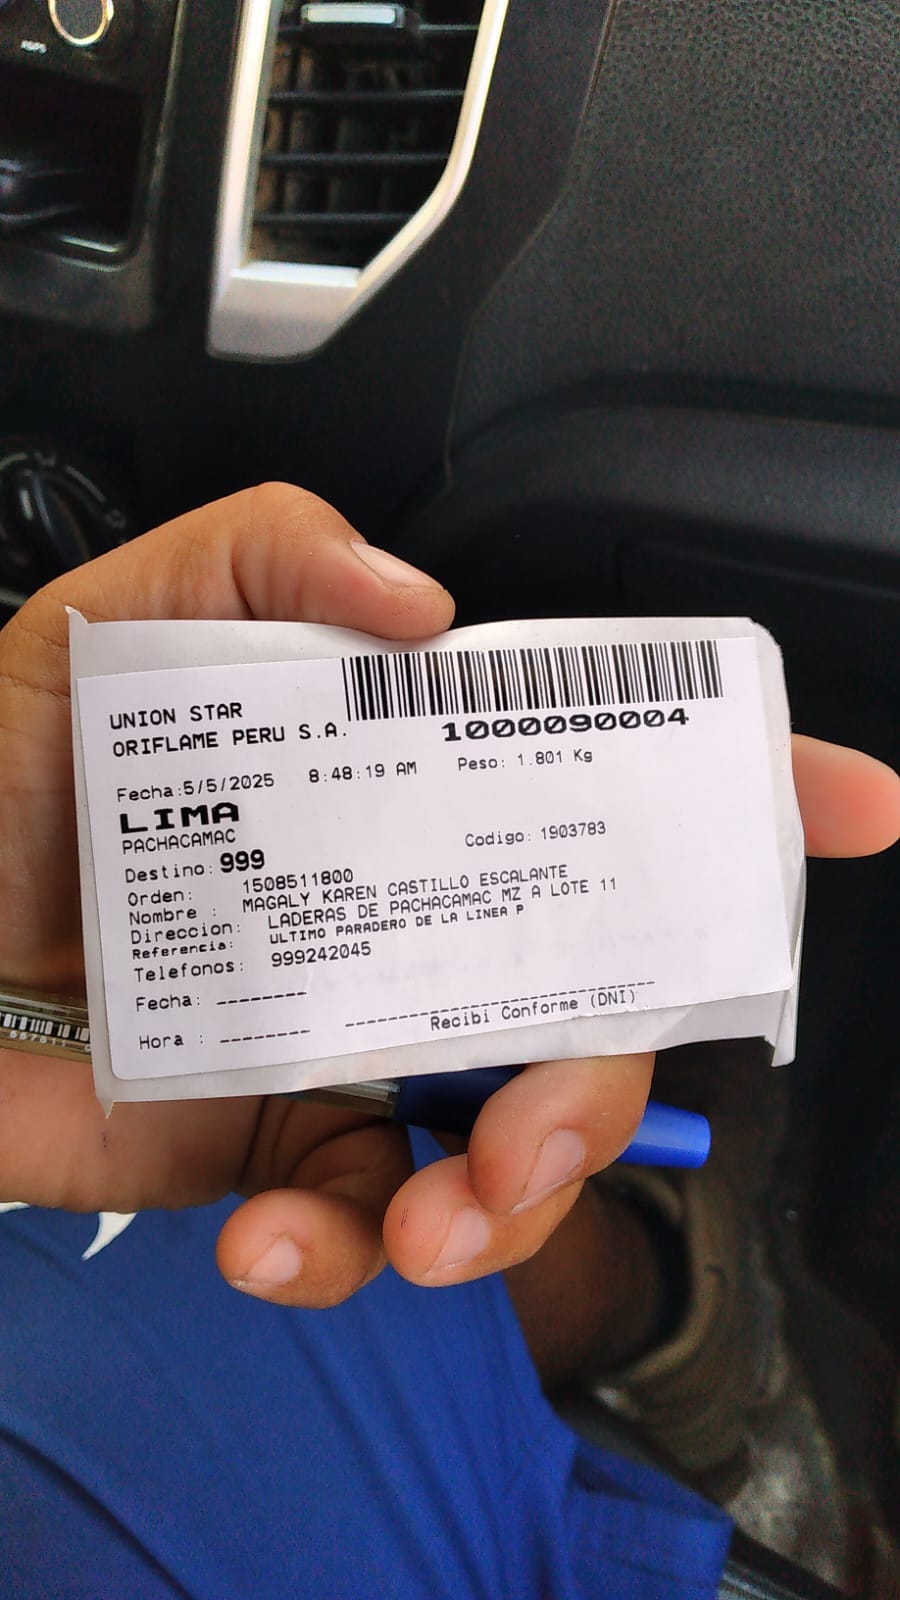 UNION STAR
ORIFLAME PERU S.A.
1000090004
Fecha:5/5/2025 8:48:19 AM Peso: 1.801 Kg
LIMA
PACHACAMAC
Codigo: 1903783
Destino: 999
Orden: 1508511800
Nombre : MAGALY KAREN CASTILLO ESCALANTE
Direccion: LADERAS DE PACHACAMAC MZ A LOTE 11
Referencia: ULTIMO PARADERO DE LA LINEA P
Telefonos: 999242045
Fecha: --------
Hora : --------
Recibi Conforme (DNI)